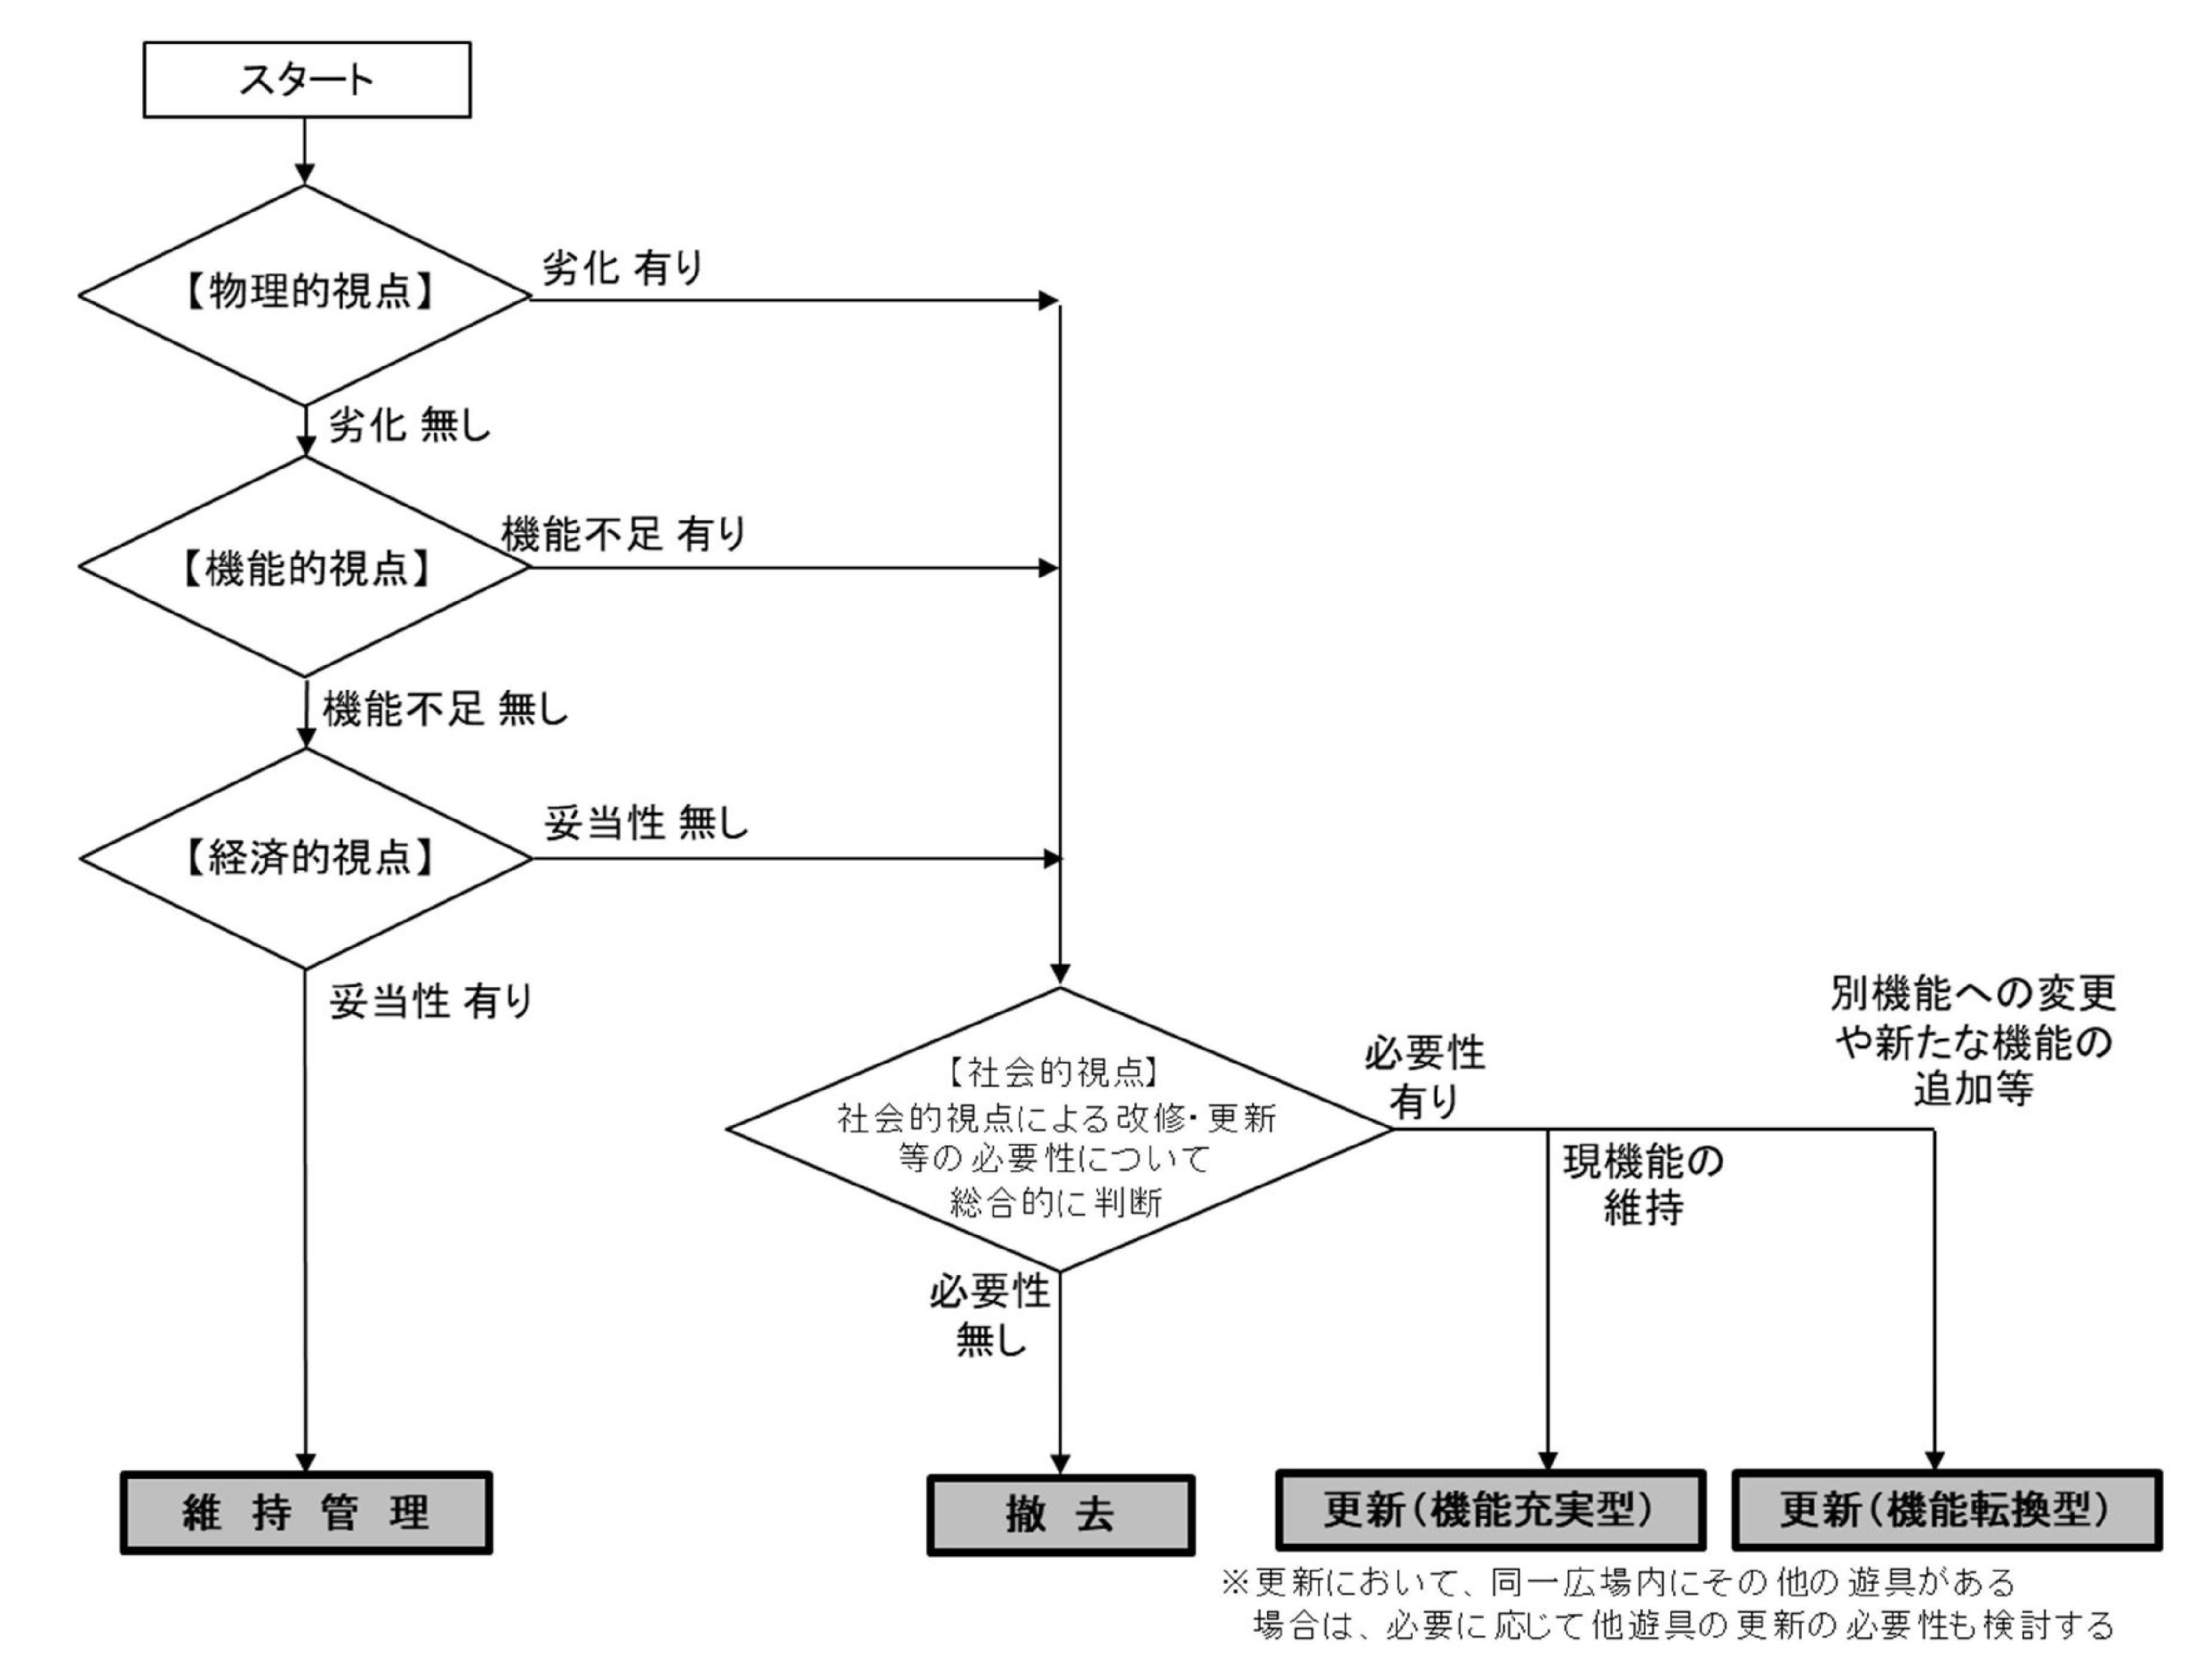 スタート
【物理的視点】
劣化 有り
劣化 無し
【機能的視点】
機能不足 有り
機能不足 無し
【経済的視点】
妥当性 無し
妥当性 有り
【社会的視点】
社会的視点による改修・更新
等の必要性について
総合的に判断
必要性
有り
別機能への変更
や新たな機能の
追加等
現機能の
維持
必要性
無し
維持管理
撤去
更新（機能充実型）
更新（機能転換型）
※更新において、同一広場内にその他の遊具がある
場合は、必要に応じて他遊具の更新の必要性も検討する